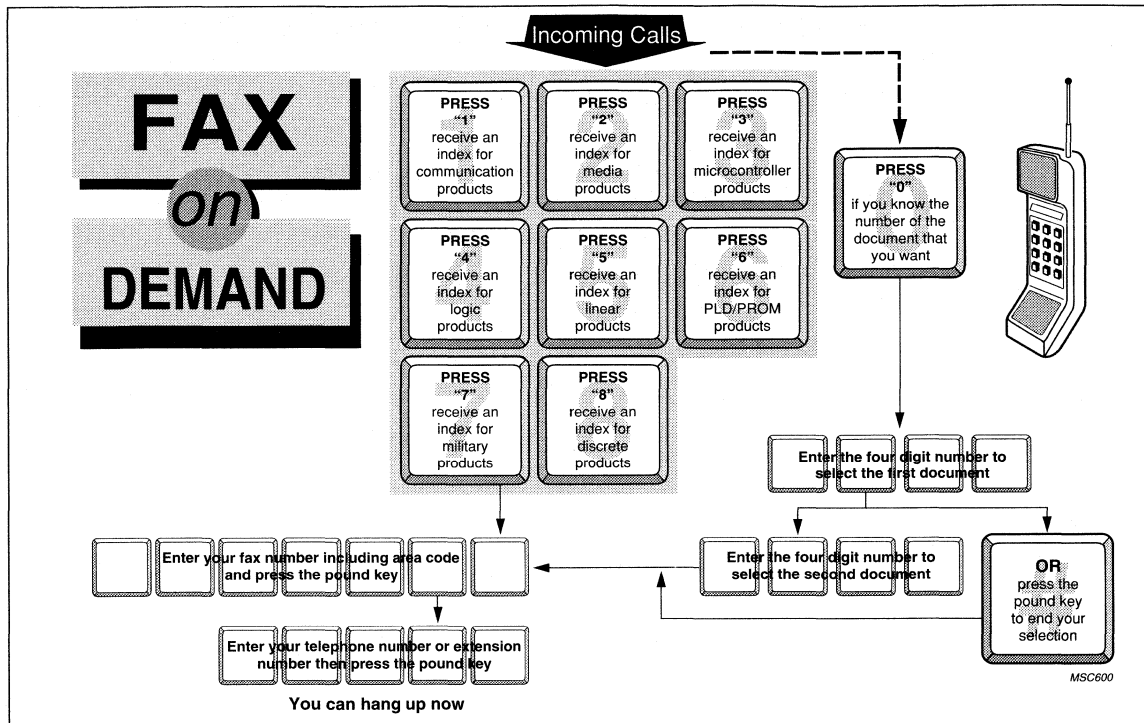 Incoming Calls
FAX
on
DEMAND
PRESS
“1”
receive an
index for
communication
products
PRESS
“2”
receive an
index for
media
products
PRESS
“3”
receive an
index for
microcontroller
products
PRESS
“4”
receive an
index for
logic
products
PRESS
“5”
receive an
index for
linear
products
PRESS
“6”
receive an
index for
PLD/PROM
products
PRESS
“7”
receive an
index for
military
products
PRESS
“8”
receive an
index for
discrete
products
PRESS
“0”
if you know the
number of the
document that
you want
Enter the four digit number to
select the first document
Enter the four digit number to
select the second document
OR
press the
pound key
to end your
selection
Enter your fax number including area code
and press the pound key
Enter your telephone number or extension
number then press the pound key
You can hang up now
MSC600